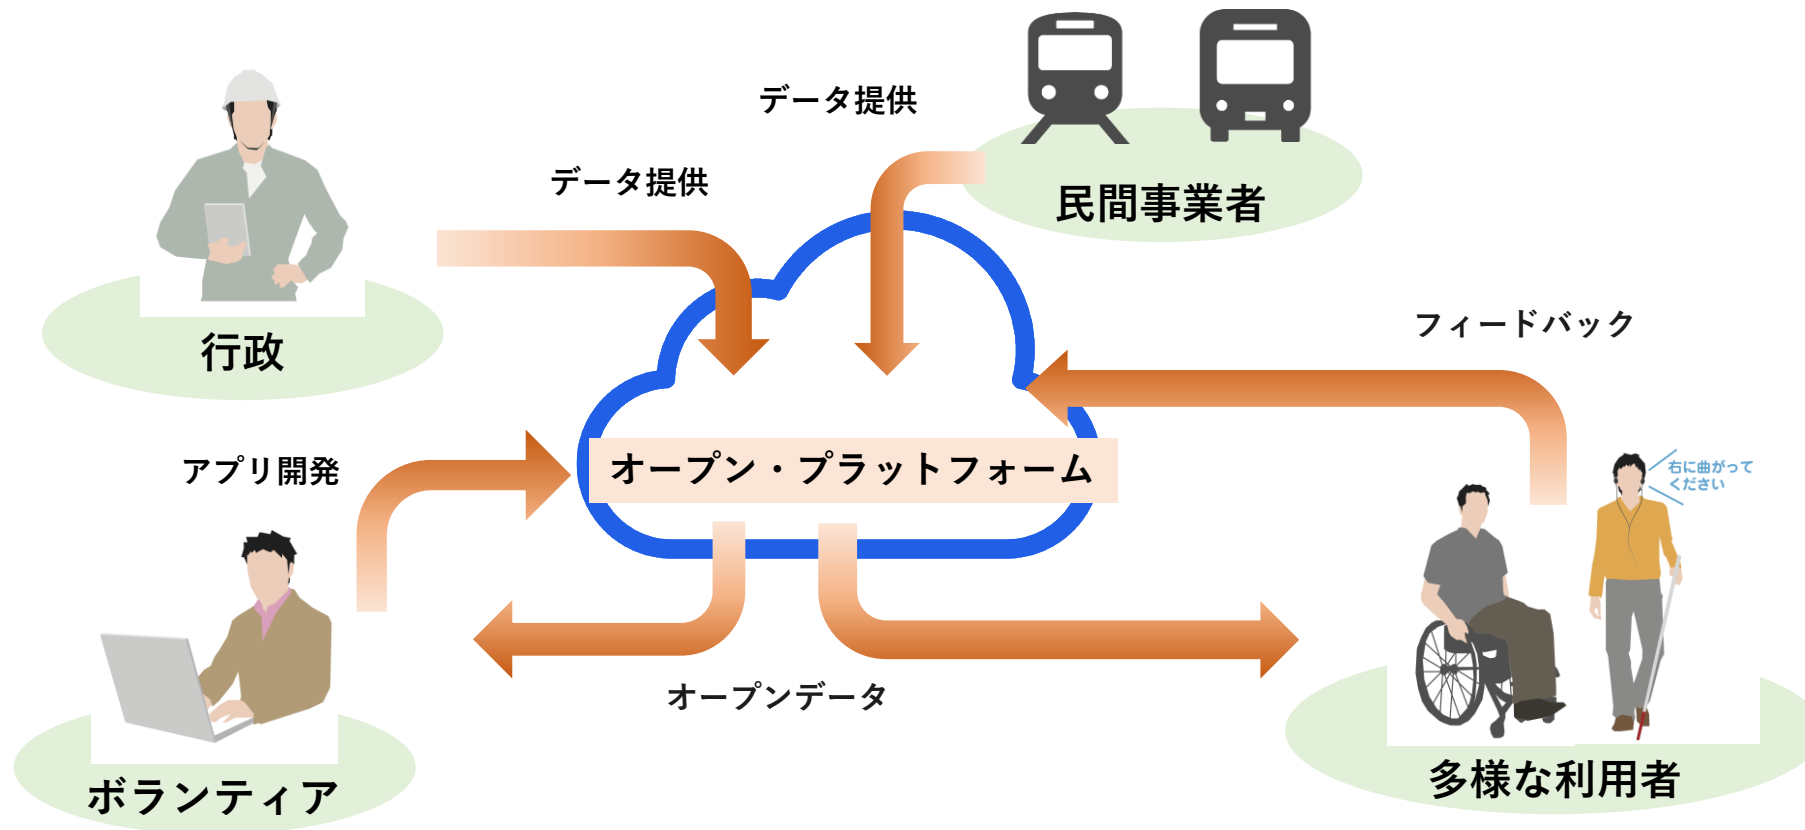 データ提供
データ提供
民間事業者
行政
フィードバック
アプリ開発
オープン・プラットフォーム
右に曲がって
ください
オープンデータ
ボランティア
多様な利用者